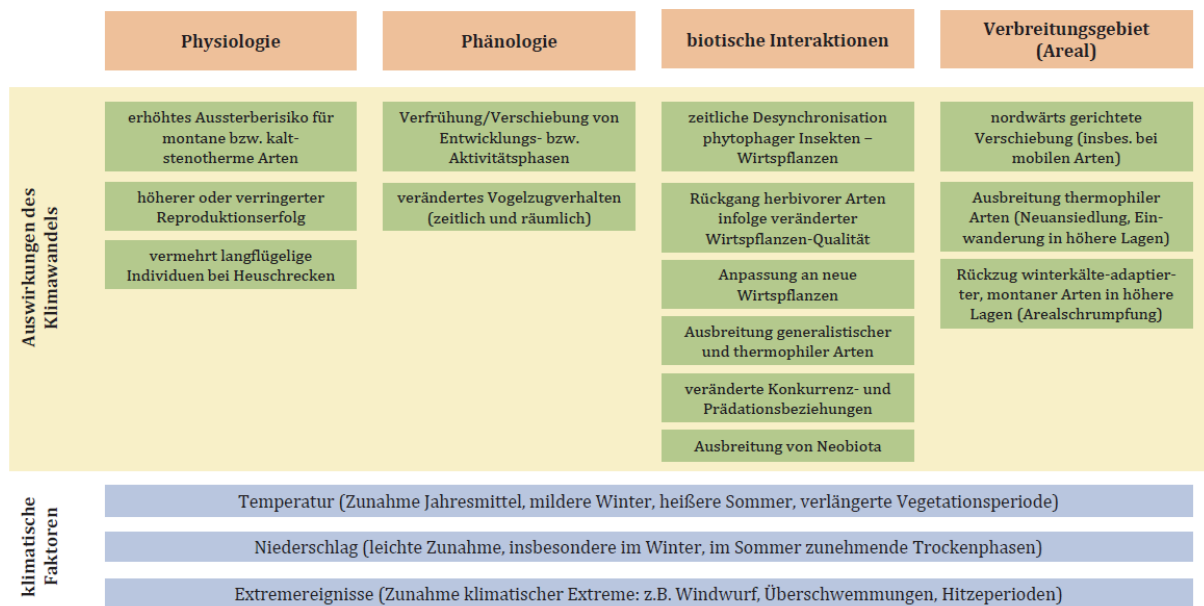 Physiologie
Phänologie
biotische Interaktionen
Verbreitungsgebiet
(Areal)
Auswirkungen des
Klimawandels
erhöhtes Aussterberisiko für
montane bzw. kalt-
stenotherme Arten
höherer oder verringerter
Reproduktionserfolg
vermehrt langflügelige
Individuen bei Heuschrecken
Verfrühung/Verschiebung von
Entwicklungs- bzw.
Aktivitätsphasen
verändertes Vogelzugverhalten
(zeitlich und räumlich)
zeitliche Desynchronisation
phytophager Insekten –
Wirtspflanzen
Rückgang herbivorer Arten
infolge veränderter
Wirtspflanzen-Qualität
Anpassung an neue
Wirtspflanzen
Ausbreitung generalistischer
und thermophiler Arten
veränderte Konkurrenz- und
Prädationsbeziehungen
Ausbreitung von Neobiota
nordwärts gerichtete
Verschiebung (insbes. bei
mobilen Arten)
Ausbreitung thermophiler
Arten (Neuansiedlung, Ein-
wanderung in höhere Lagen)
Rückzug winterkälte-adaptier-
ter, montaner Arten in höhere
Lagen (Arealschrumpfung)
klimatische
Faktoren
Temperatur (Zunahme Jahresmittel, mildere Winter, heißere Sommer, verlängerte Vegetationsperiode)
Niederschlag (leichte Zunahme, insbesondere im Winter, im Sommer zunehmende Trockenphasen)
Extremereignisse (Zunahme klimatischer Extreme: z.B. Windwurf, Überschwemmungen, Hitzeperioden)